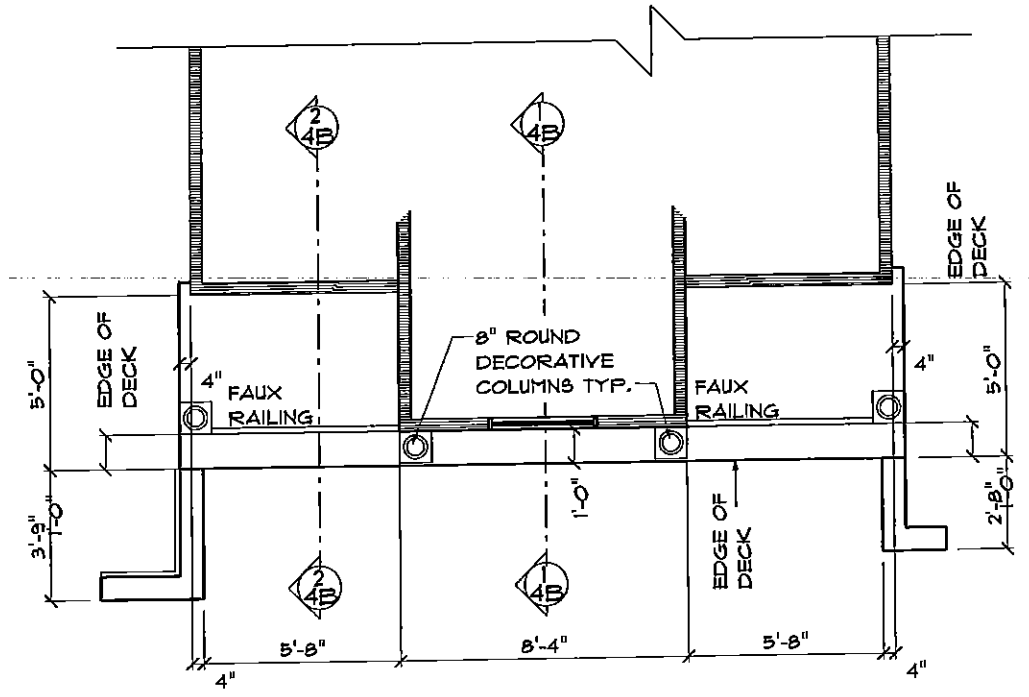 2
4B
1
4B
EDGE OF
DECK
8" ROUND
DECORATIVE
COLUMNS TYP.
EDGE OF
DECK
5'-0"
4"
FAUX
RAILING
FAUX
RAILING
4"
5'-0"
1'-0"
3'-9"
1'-0"
2'-8"
1'-0"
EDGE OF
DECK
2
4B
1
4B
5'-8"
8'-4"
5'-8"
4"
4"